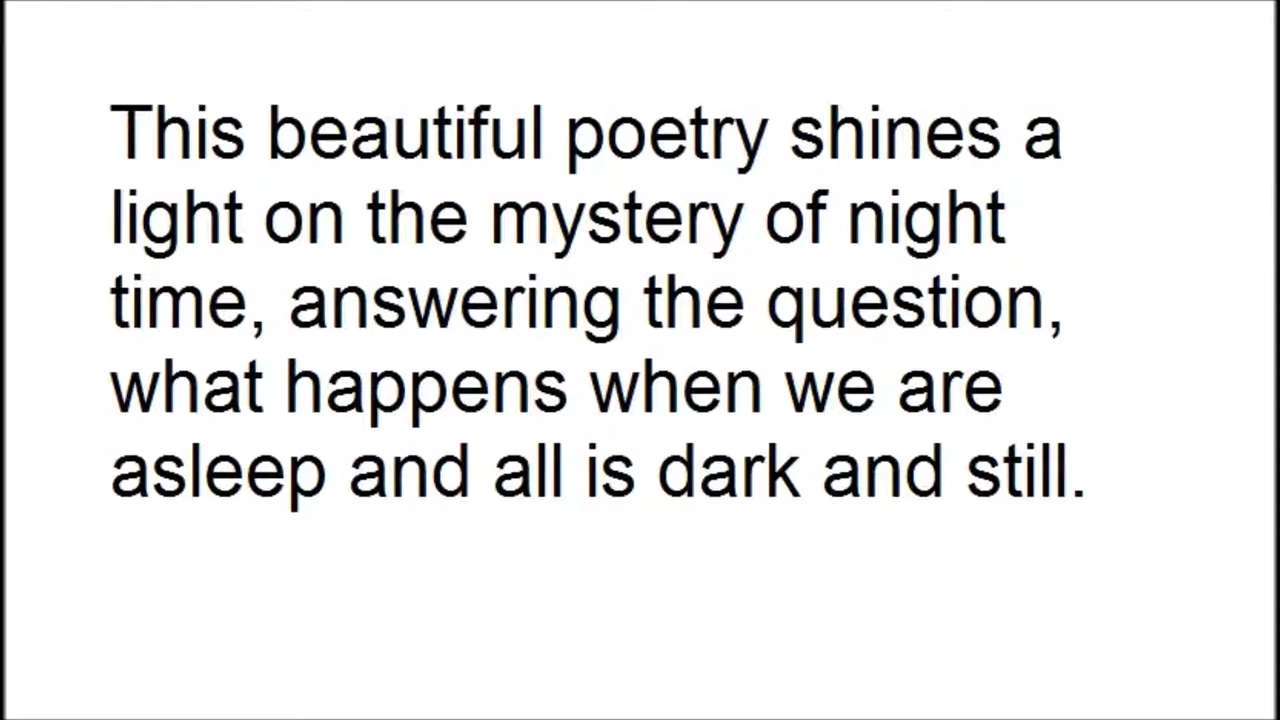 This beautiful poetry shines a
light on the mystery of night
time, answering the question,
what happens when we are
asleep and all is dark and still.